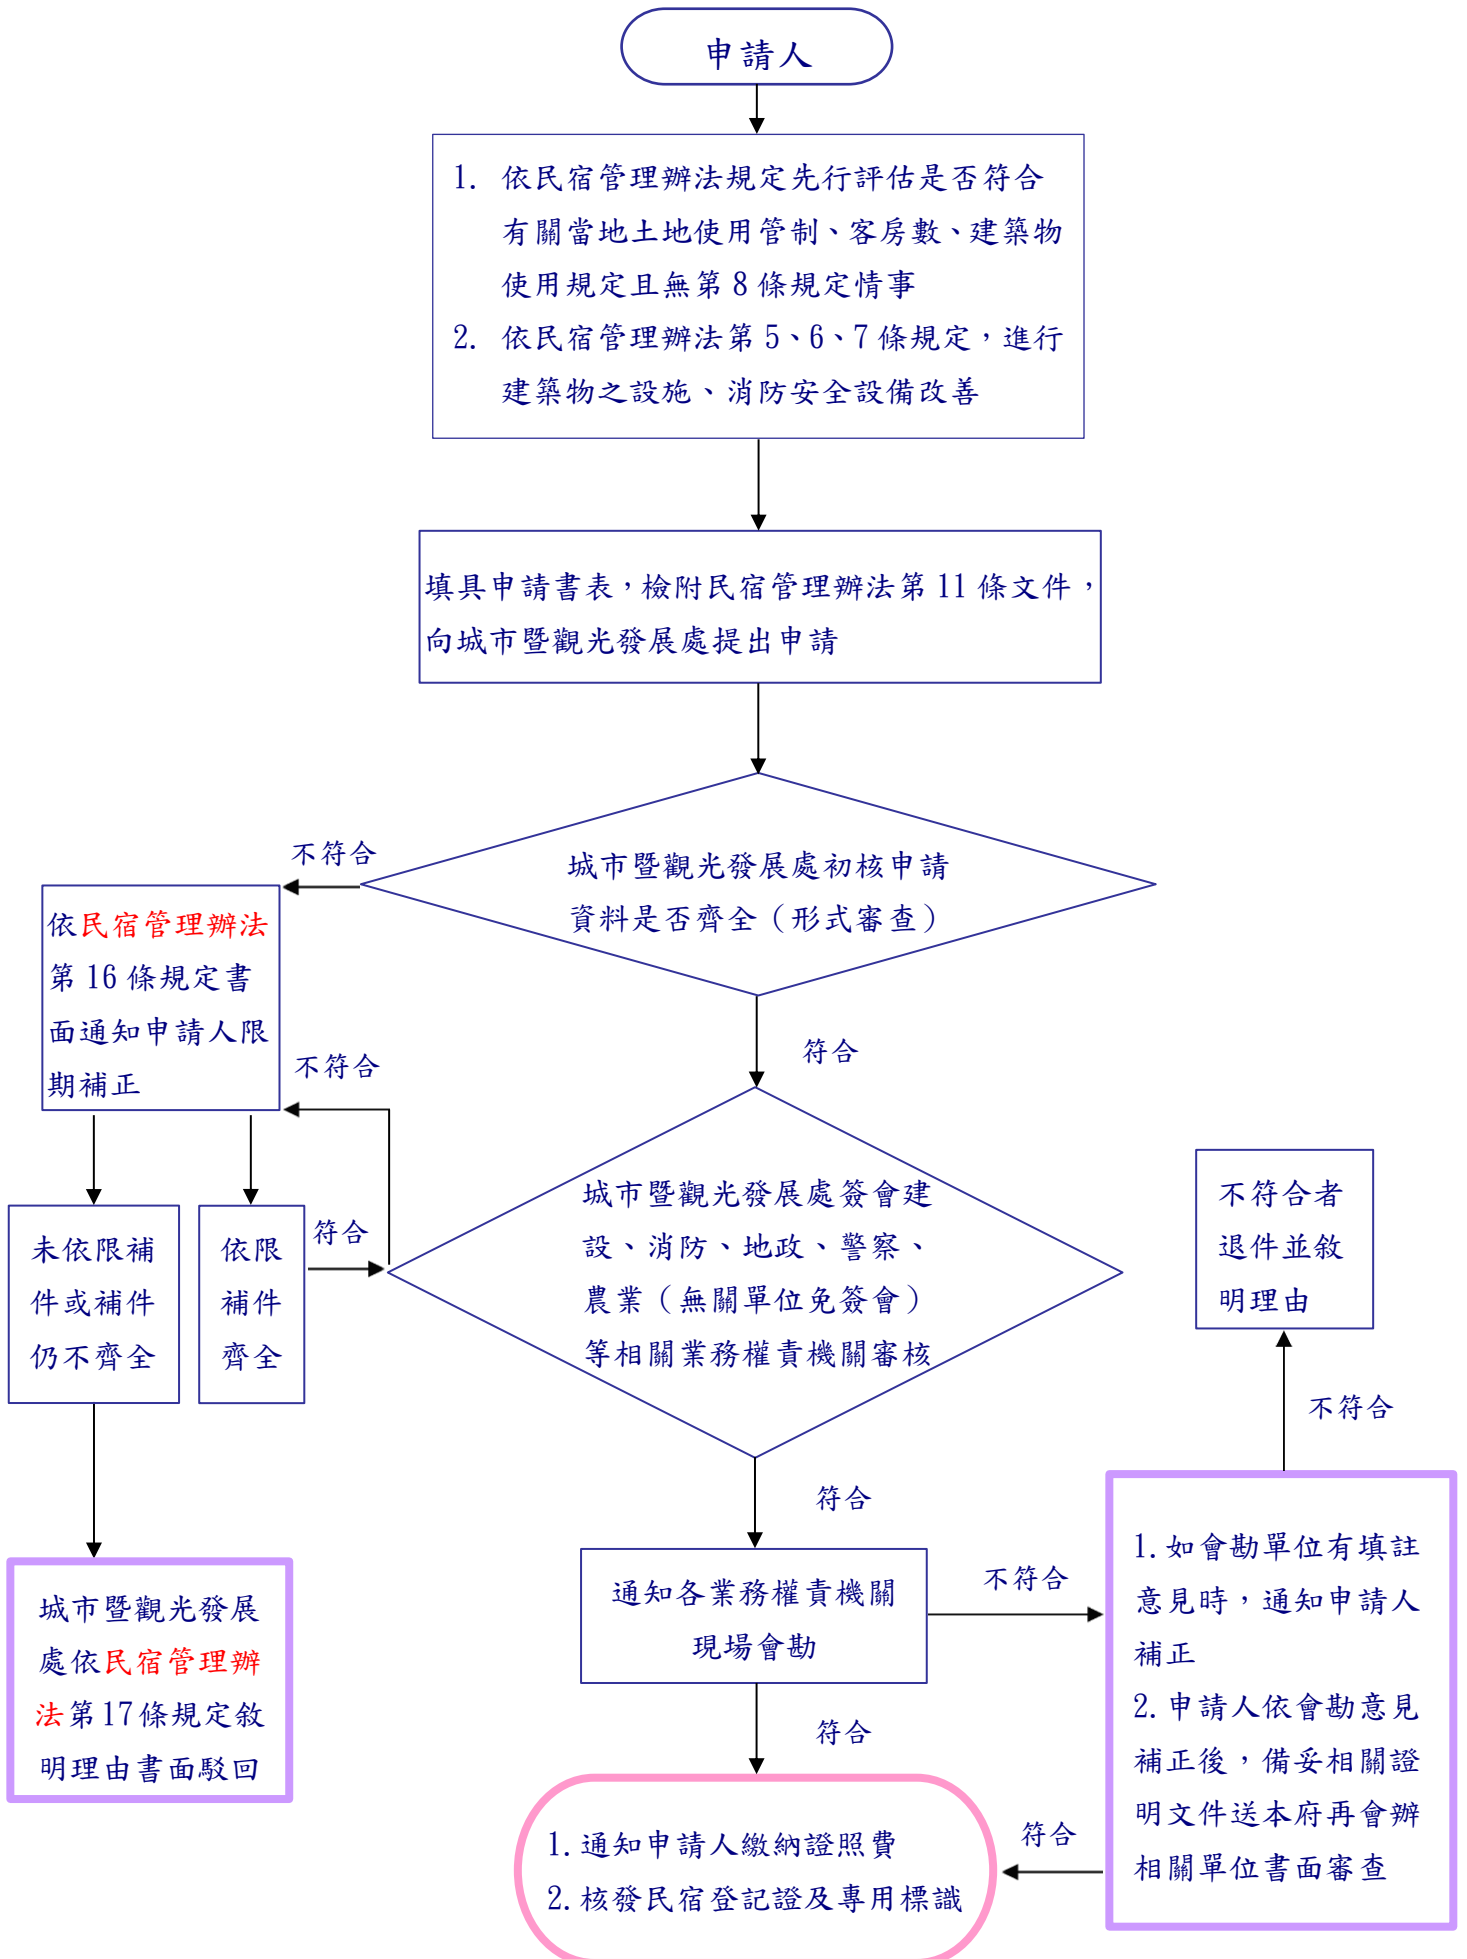 申請人
1. 依民宿管理辦法規定先行評估是否符合
有關當地土地使用管制、客房數、建築物
使用規定且無第 8 條規定情事
2. 依民宿管理辦法第 5、6、7 條規定，進行
建築物之設施、消防安全設備改善
填具申請書表，檢附民宿管理辦法第 11 條文件，
向城市暨觀光發展處提出申請
城市暨觀光發展處初核申請
資料是否齊全（形式審查）
不符合
依民宿管理辦法
第 16 條規定書
面通知申請人限
期補正
符合
不符合
城市暨觀光發展處簽會建
設、消防、地政、警察、
農業（無關單位免簽會）
等相關業務權責機關審核
未依限補
件或補件
仍不齊全
依限
補件
齊全
符合
不符合者
退件並敘
明理由
不符合
符合
城市暨觀光發展
處依民宿管理辦
法第 17 條規定敘
明理由書面駁回
通知各業務權責機關
現場會勘
不符合
1. 如會勘單位有填註
意見時，通知申請人
補正
2. 申請人依會勘意見
補正後，備妥相關證
明文件送本府再會辦
相關單位書面審查
符合
符合
1. 通知申請人繳納證照費
2. 核發民宿登記證及專用標識